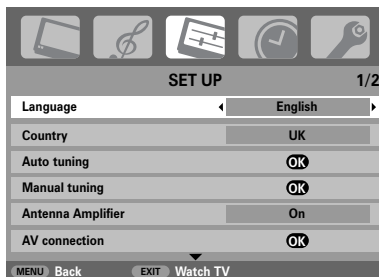 SET UP 1/2
Language English
Country UK
Auto tuning OK
Manual tuning OK
Antenna Amplifier On
AV connection OK
MENU Back EXIT Watch TV